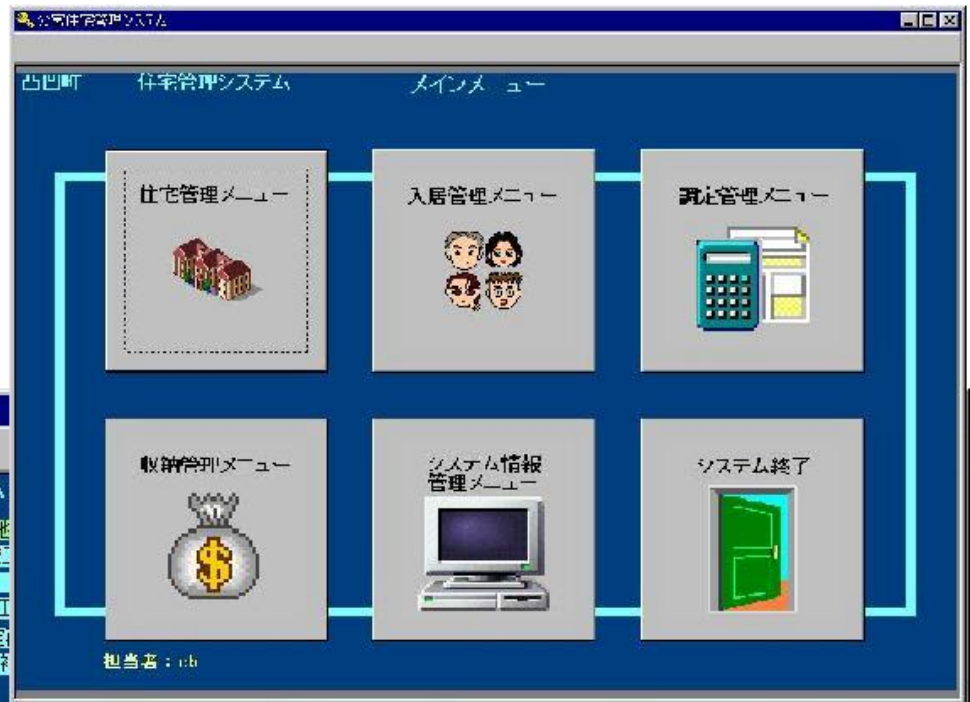 公営住宅管理システム
凸凹町 住宅管理システム メインメニュー
住宅管理メニュー
入居管理メニュー
調定管理メニュー
収納管理メニュー
システム情報
管理メニュー
システム終了
担当者：